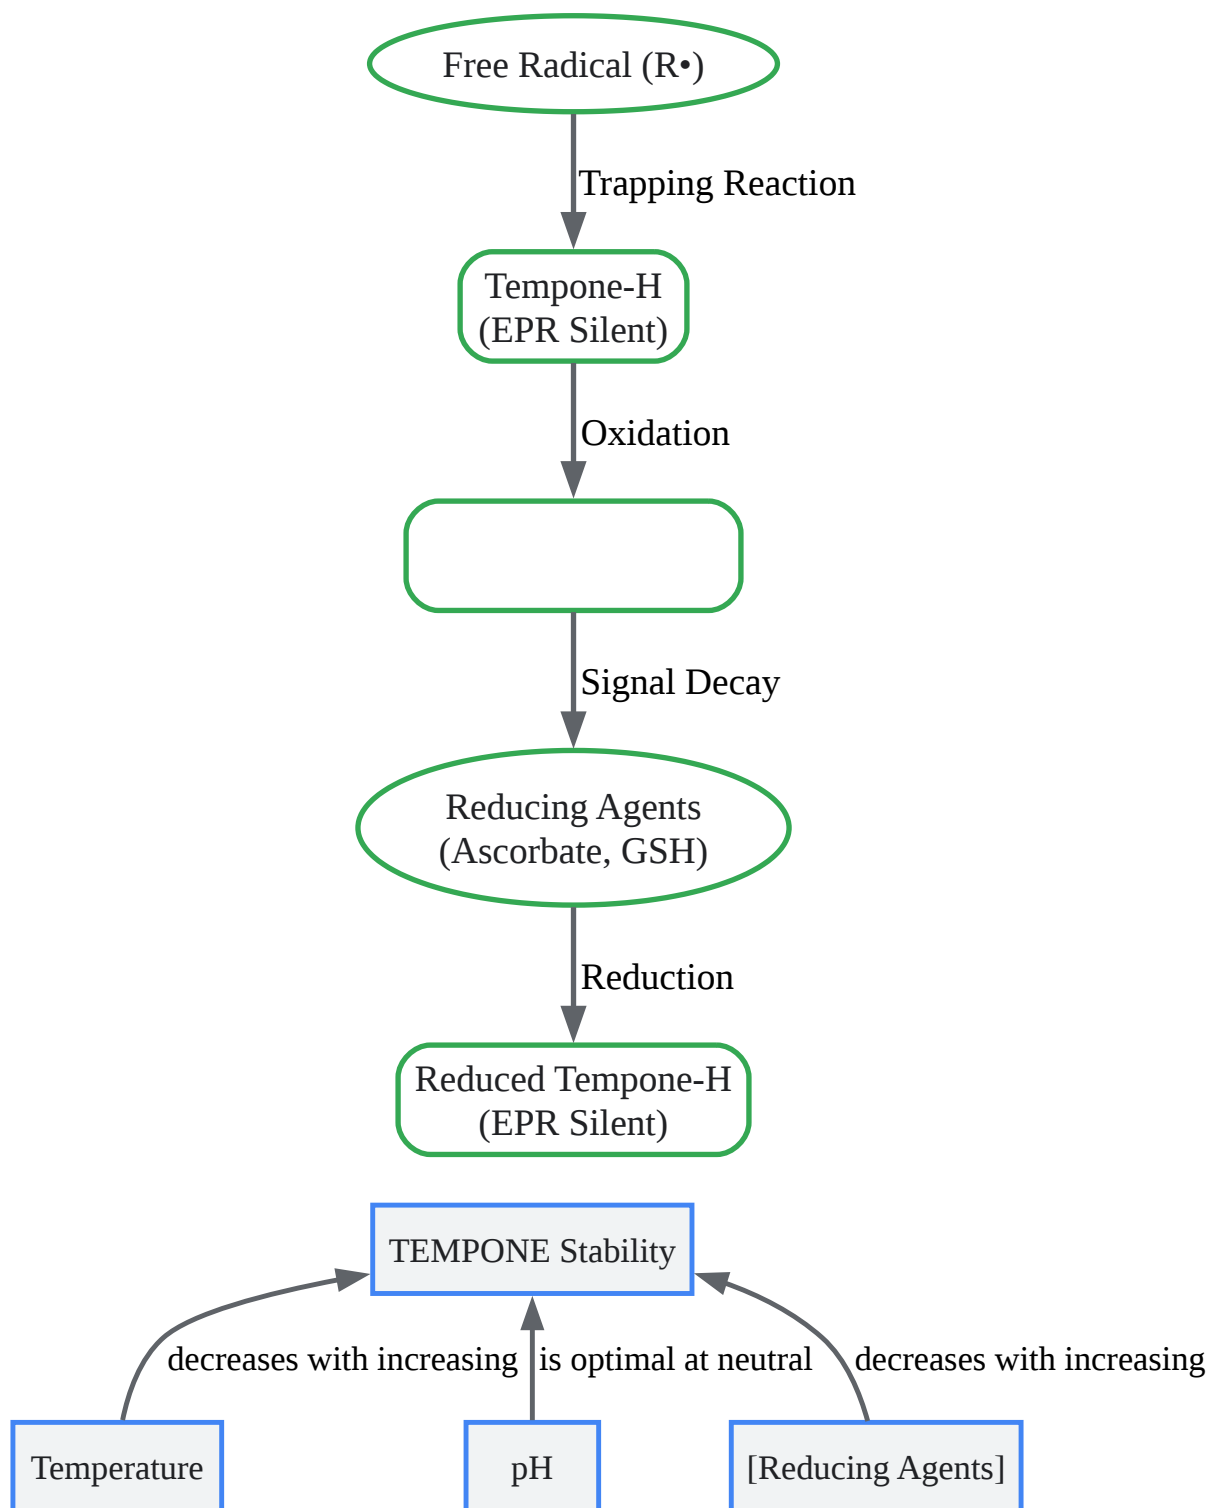 Free Radical (R•)
Trapping Reaction
Tempone-H
(EPR Silent)
Oxidation
Signal Decay
Reducing Agents
(Ascorbate, GSH)
Reduction
Reduced Tempone-H
(EPR Silent)
TEMPONE Stability
decreases with increasing
is optimal at neutral
decreases with increasing
Temperature
pH
[Reducing Agents]